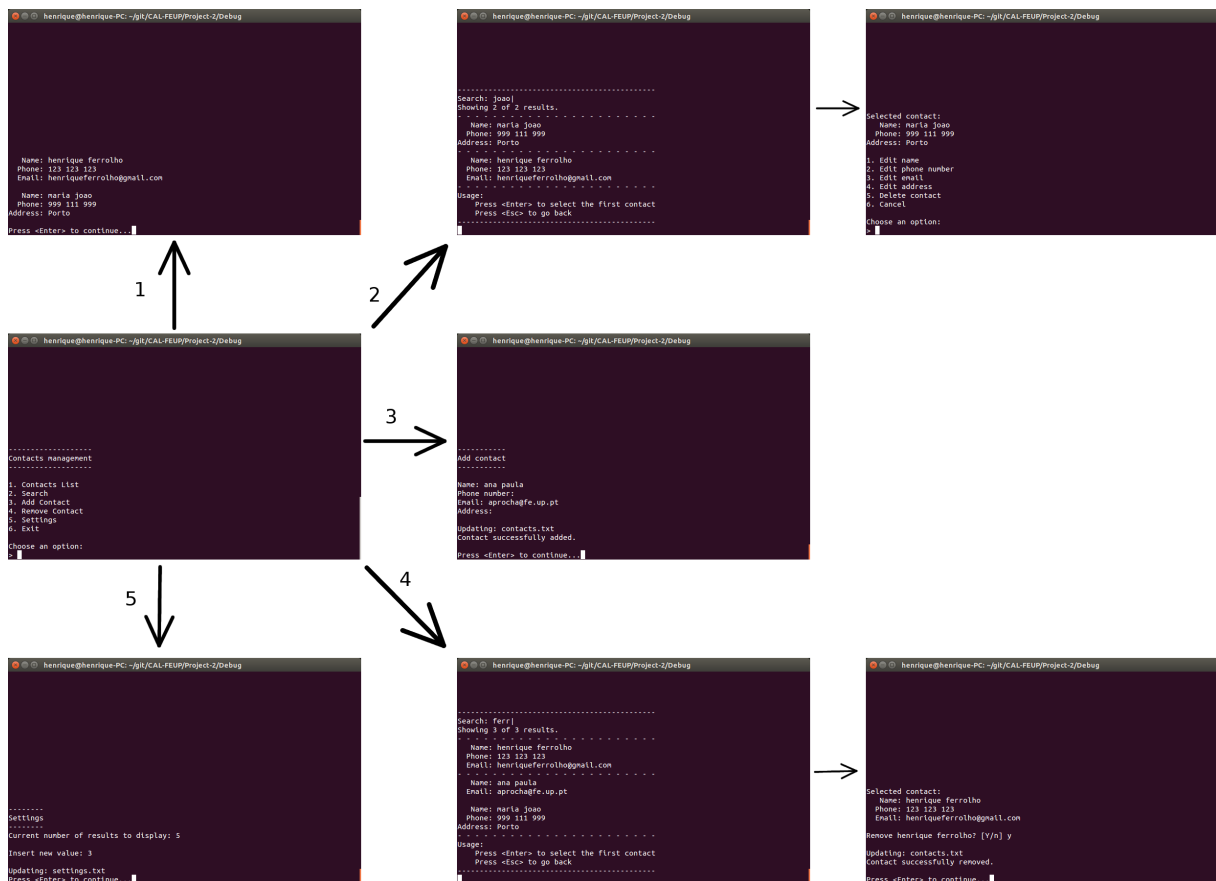 henrique@henrique-PC: ~/git/CAL-FEUP/Project-2/Debug
Name: henrique ferrolho
Phone: 123 123 123
Email: henriqueferrolho@gmail.com
Name: maria joao
Phone: 999 111 999
Address: Porto
Press <Enter> to continue...
henrique@henrique-PC: ~/git/CAL-FEUP/Project-2/Debug
---------------------------------------------
Search: joao|
Showing 2 of 2 results.
- - - - - - - - - - - - - - - - - - - - - - -
Name: maria joao
Phone: 999 111 999
Address: Porto
- - - - - - - - - - - - - - - - - - - - - - -
Name: henrique ferrolho
Phone: 123 123 123
Email: henriqueferrolho@gmail.com
- - - - - - - - - - - - - - - - - - - - - - -
Usage:
Press <Enter> to select the first contact
Press <Esc> to go back
---------------------------------------------
henrique@henrique-PC: ~/git/CAL-FEUP/Project-2/Debug
Selected contact:
Name: maria joao
Phone: 999 111 999
Address: Porto
1. Edit name
2. Edit phone number
3. Edit email
4. Edit address
5. Delete contact
6. Cancel
Choose an option:
>
1
2
henrique@henrique-PC: ~/git/CAL-FEUP/Project-2/Debug
-------------------
Contacts management
-------------------
1. Contacts List
2. Search
3. Add Contact
4. Remove Contact
5. Settings
6. Exit
Choose an option:
>
3
henrique@henrique-PC: ~/git/CAL-FEUP/Project-2/Debug
-----------
Add contact
-----------
Name: ana paula
Phone number:
Email: aprocha@fe.up.pt
Address:
Updating: contacts.txt
Contact successfully added.
Press <Enter> to continue...
5
4
henrique@henrique-PC: ~/git/CAL-FEUP/Project-2/Debug
--------
Settings
--------
Current number of results to display: 5
Insert new value: 3
Updating: settings.txt
Press <Enter> to continue...
henrique@henrique-PC: ~/git/CAL-FEUP/Project-2/Debug
---------------------------------------------
Search: ferr|
Showing 3 of 3 results.
- - - - - - - - - - - - - - - - - - - - - - -
Name: henrique ferrolho
Phone: 123 123 123
Email: henriqueferrolho@gmail.com
- - - - - - - - - - - - - - - - - - - - - - -
Name: ana paula
Email: aprocha@fe.up.pt
Name: maria joao
Phone: 999 111 999
Address: Porto
- - - - - - - - - - - - - - - - - - - - - - -
Usage:
Press <Enter> to select the first contact
Press <Esc> to go back
---------------------------------------------
henrique@henrique-PC: ~/git/CAL-FEUP/Project-2/Debug
Selected contact:
Name: henrique ferrolho
Phone: 123 123 123
Email: henriqueferrolho@gmail.com
Remove henrique ferrolho? [Y/n] y
Updating: contacts.txt
Contact successfully removed.
Press <Enter> to continue...